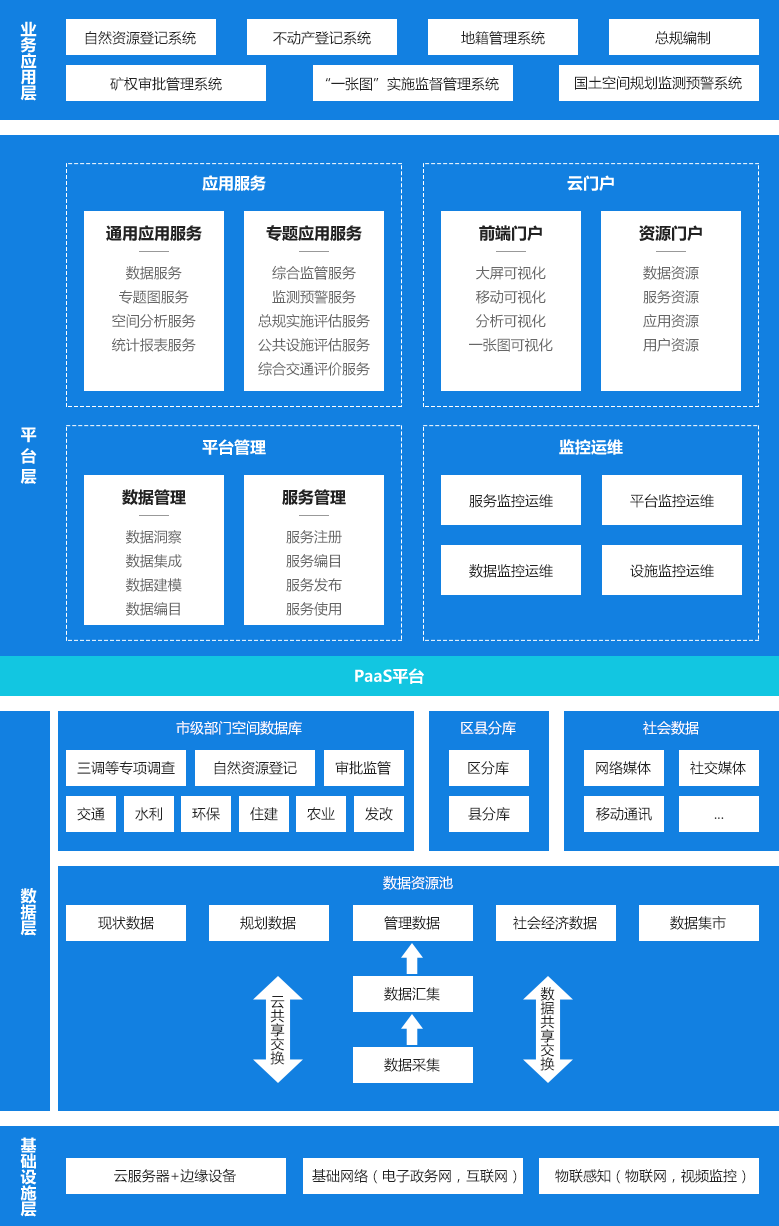 业务应用层
自然资源登记系统
不动产登记系统
地籍管理系统
总规编制
矿权审批管理系统
“一张图”实施监督管理系统
国土空间规划监测预警系统
平台层
应用服务
通用应用服务
数据服务
专题图服务
空间分析服务
统计报表服务
专题应用服务
综合监管服务
监测预警服务
总规实施评估服务
公共设施评估服务
综合交通评价服务
云门户
前端门户
大屏可视化
移动可视化
分析可视化
一张图可视化
资源门户
数据资源
服务资源
应用资源
用户资源
平台管理
数据管理
数据洞察
数据集成
数据建模
数据编目
服务管理
服务注册
服务编目
服务发布
服务使用
监控运维
服务监控运维
平台监控运维
数据监控运维
设施监控运维
PaaS平台
数据层
市级部门空间数据库
三调等专项调查
自然资源登记
审批监管
交通
水利
环保
住建
农业
发改
区县分库
区分库
县分库
社会数据
网络媒体
社交媒体
移动通讯
...
数据资源池
现状数据
规划数据
管理数据
社会经济数据
数据集市
云共享交换
数据汇集
数据采集
数据共享交换
基础设施层
云服务器+边缘设备
基础网络（电子政务网，互联网）
物联感知（物联网，视频监控）